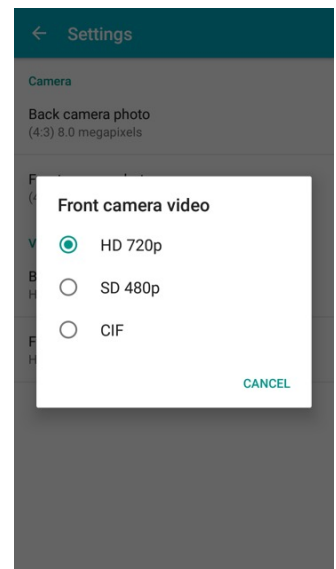 Settings
Camera
Back camera photo
(4:3) 8.0 megapixels
Front camera video
HD 720p
SD 480p
CIF
CANCEL